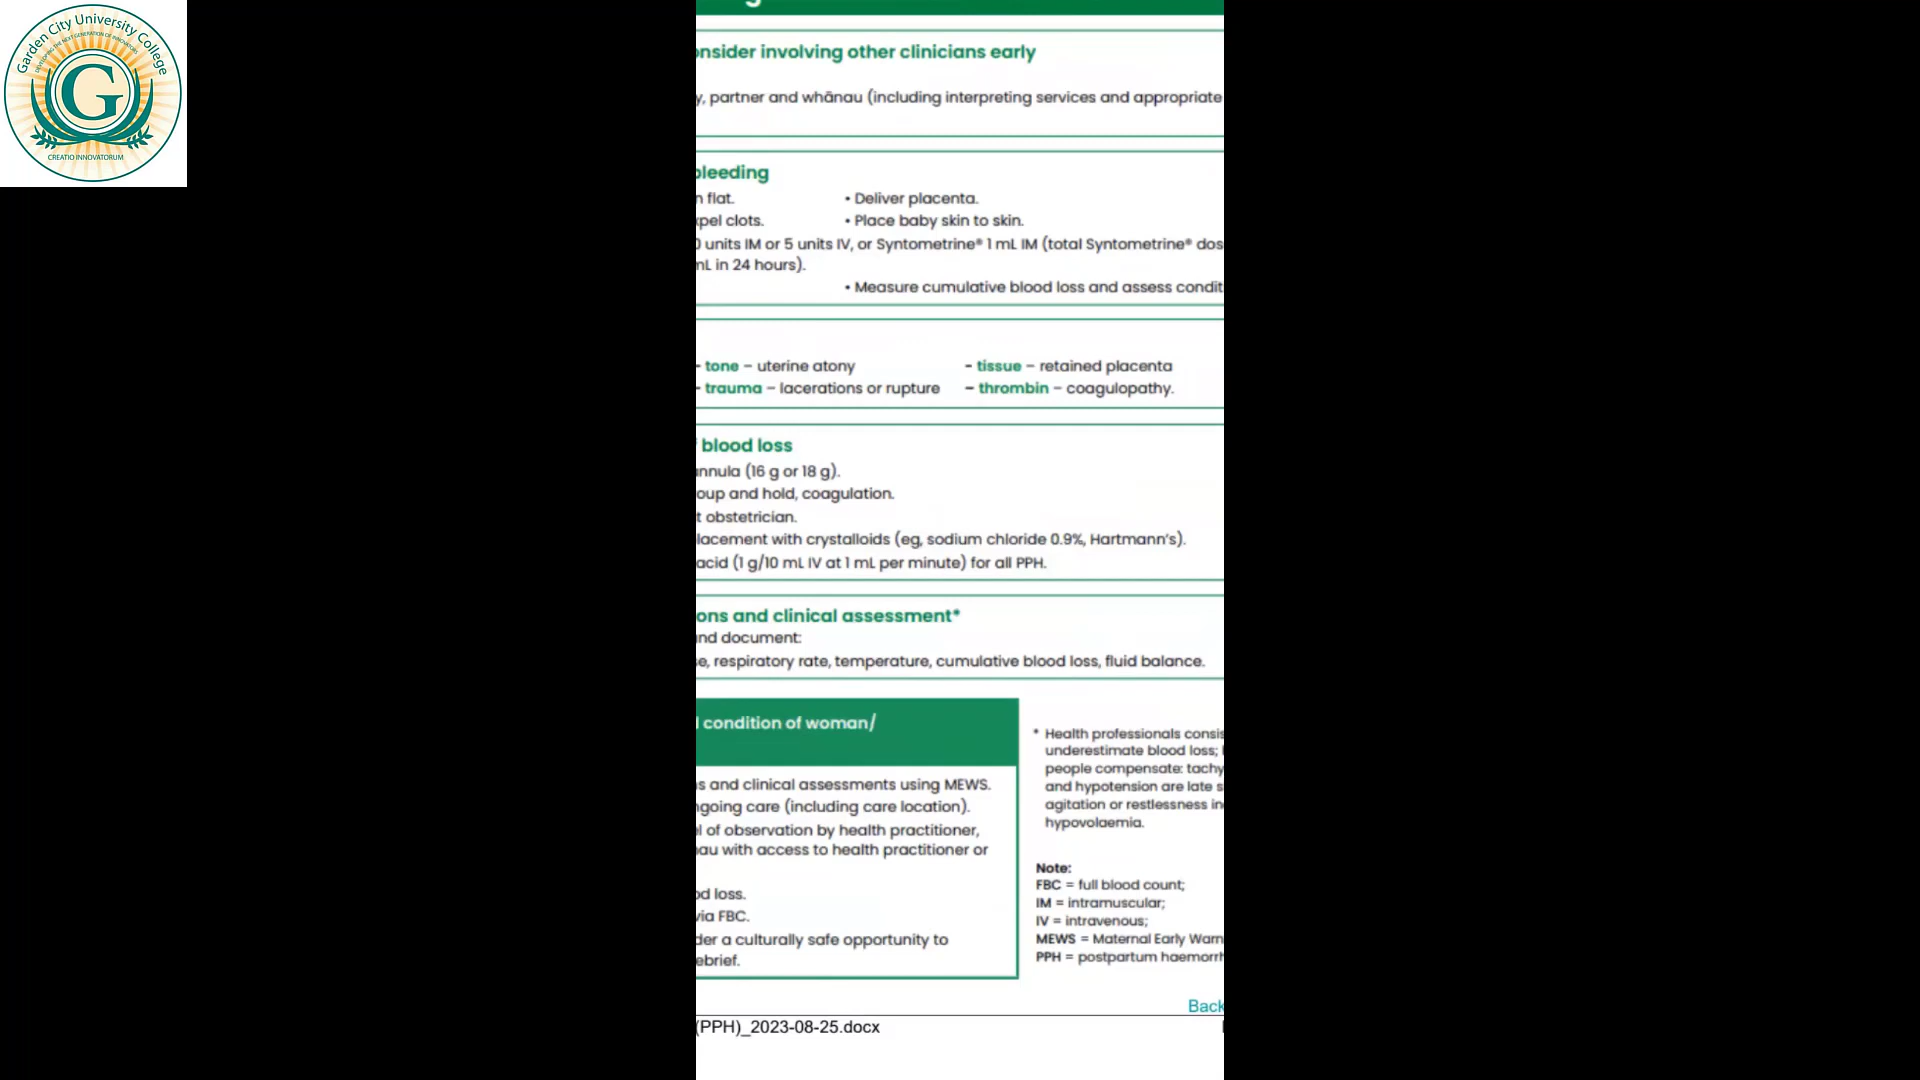 Garden City University College
DEVELOPING THE NEXT GENERATION OF INNOVATORS
G
CREATIO INNOVATORUM
nsider involving other clinicians early
y, partner and whānau (including interpreting services and appropriate
leeding
n flat.
• Deliver placenta.
pel clots.
• Place baby skin to skin.
0 units IM or 5 units IV, or Syntometrine® 1 mL IM (total Syntometrine® dos
mL in 24 hours).
• Measure cumulative blood loss and assess condit
- tone – uterine atony
- tissue – retained placenta
- trauma – lacerations or rupture
– thrombin – coagulopathy.
blood loss
nnula (16 g or 18 g).
oup and hold, coagulation.
t obstetrician.
lacement with crystalloids (eg, sodium chloride 0.9%, Hartmann's).
acid (1 g/10 mL IV at 1 mL per minute) for all PPH.
ons and clinical assessment*
nd document:
e, respiratory rate, temperature, cumulative blood loss, fluid balance.
l condition of woman/
s and clinical assessments using MEWS.
ngoing care (including care location).
l of observation by health practitioner,
au with access to health practitioner or
od loss.
via FBC.
der a culturally safe opportunity to
ebrief.
* Health professionals consis
underestimate blood loss;
people compensate: tachy
and hypotension are late s
agitation or restlessness in
hypovolaemia.
Note:
FBC = full blood count;
IM = intramuscular;
IV = intravenous;
MEWS = Maternal Early Warn
PPH = postpartum haemorrh
Back
(PPH)_2023-08-25.docx